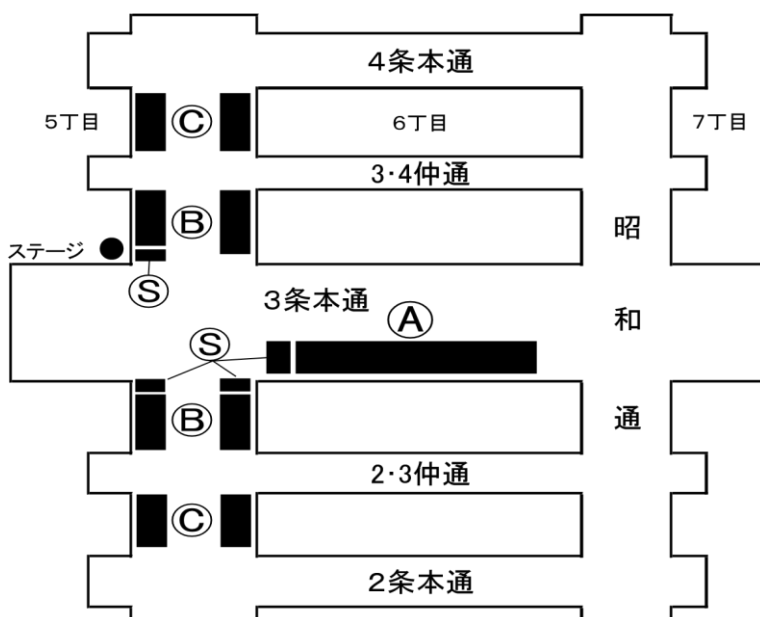 4条本通
5丁目
Ⓒ
6丁目
7丁目
3・4仲通
Ⓑ
昭和通
ステージ
Ⓢ
3条本通
Ⓐ
Ⓢ
Ⓑ
2・3仲通
Ⓒ
2条本通